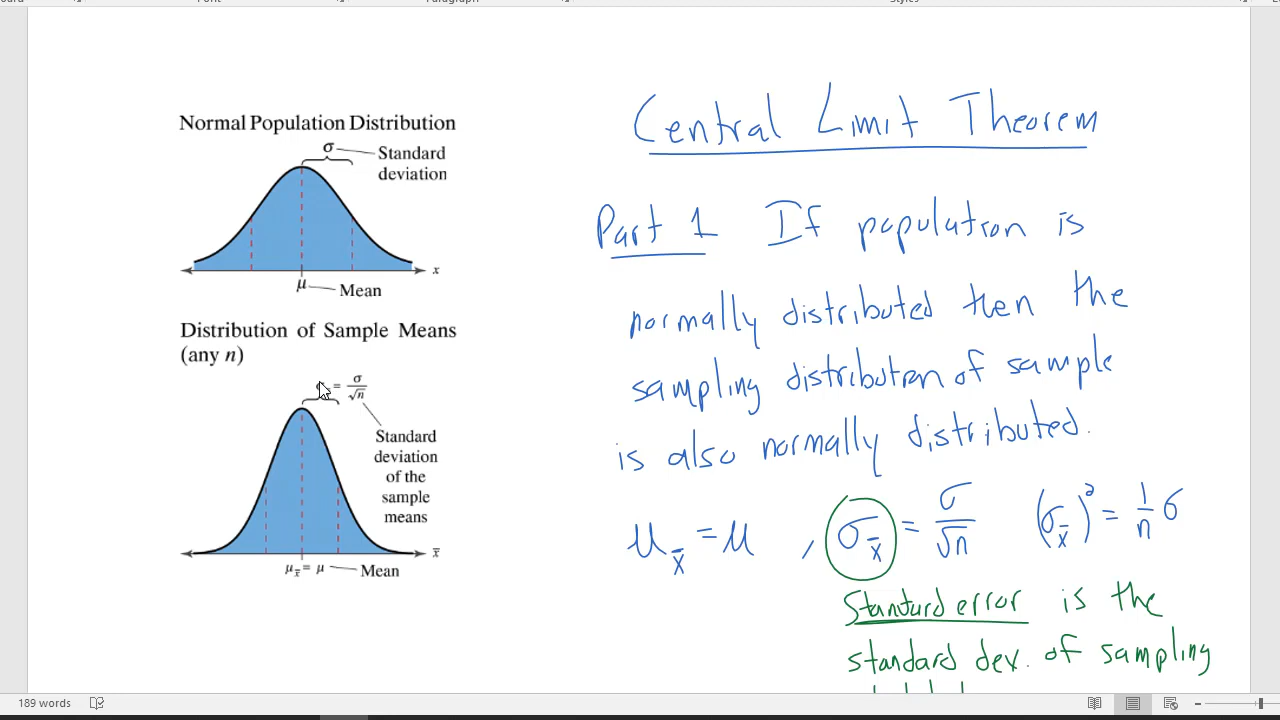 Paragraph
Styles
Normal Population Distribution
σ
Standard
deviation
x
μ
Mean
Distribution of Sample Means
(any n)
= σ/√n
Standard
deviation
of the
sample
means
x̄
μx̄ = μ
Mean
Central Limit Theorem
Part 1 If population is
normally distributed then the
sampling distribution of sample
is also normally distributed.
μx̄ = μ , σx̄ = σ/√n (σx̄)² = 1/n σ
Standard error is the
standard dev. of sampling
189 words